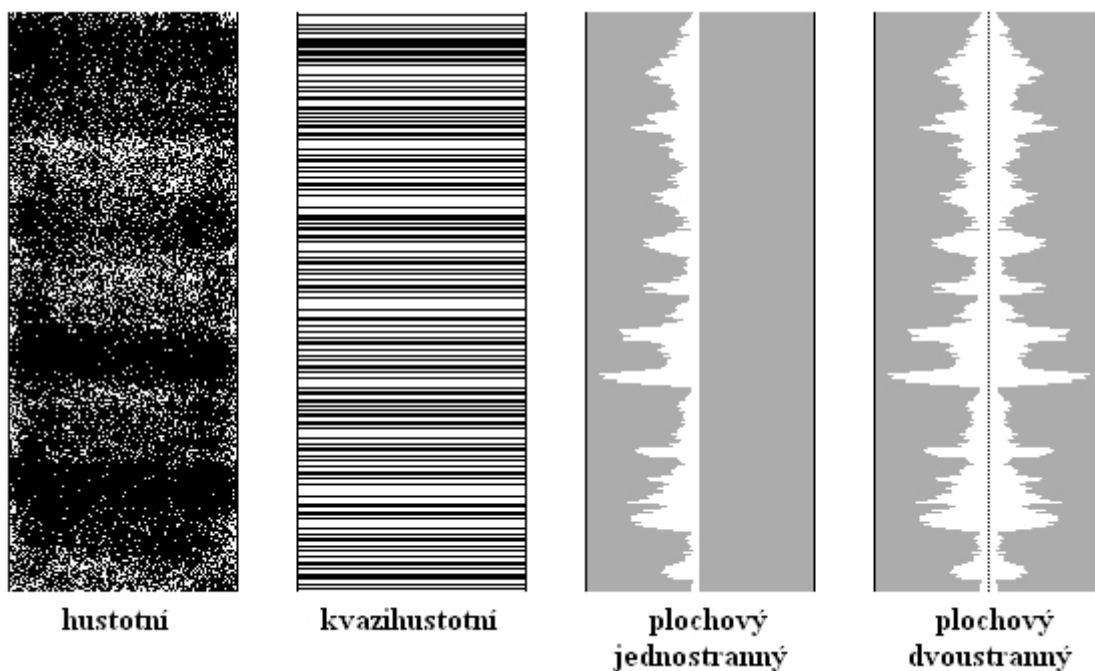 hustotní
kvazihustotní
plochový
jednostranný
plochový
dvoustranný